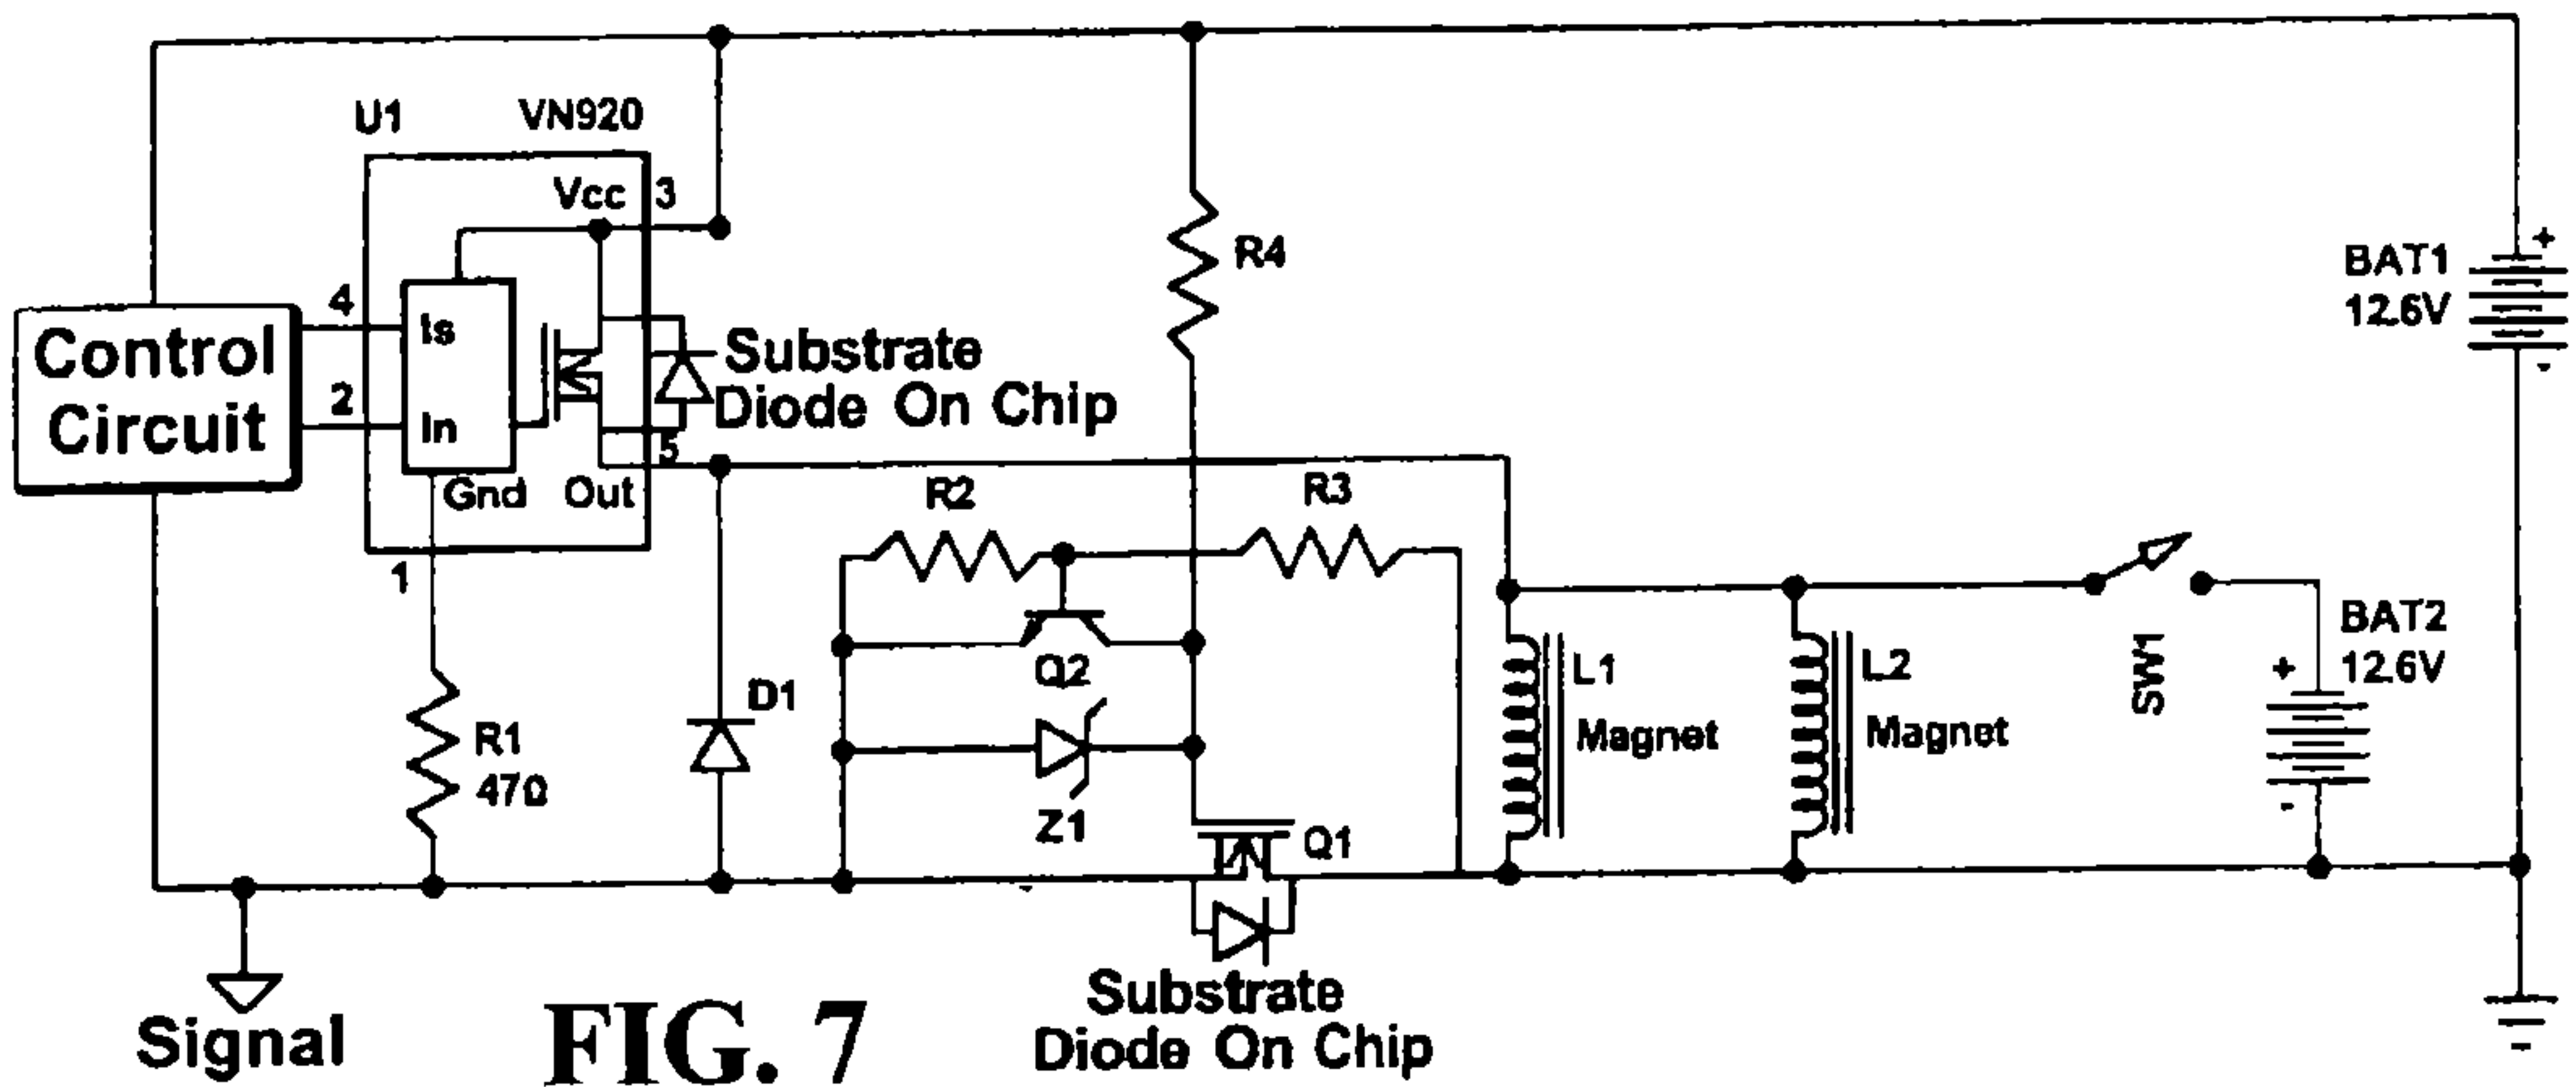 U1
VN920
Vcc
3
R4
BAT1
12.6V
+
-
4
Is
Control
Circuit
2
In
Substrate
Diode On Chip
5
Gnd
Out
R2
R3
1
Q2
D1
R1
47Ω
Z1
Q1
L1
Magnet
L2
Magnet
SW1
BAT2
12.6V
+
-
Signal
FIG. 7
Substrate
Diode On Chip